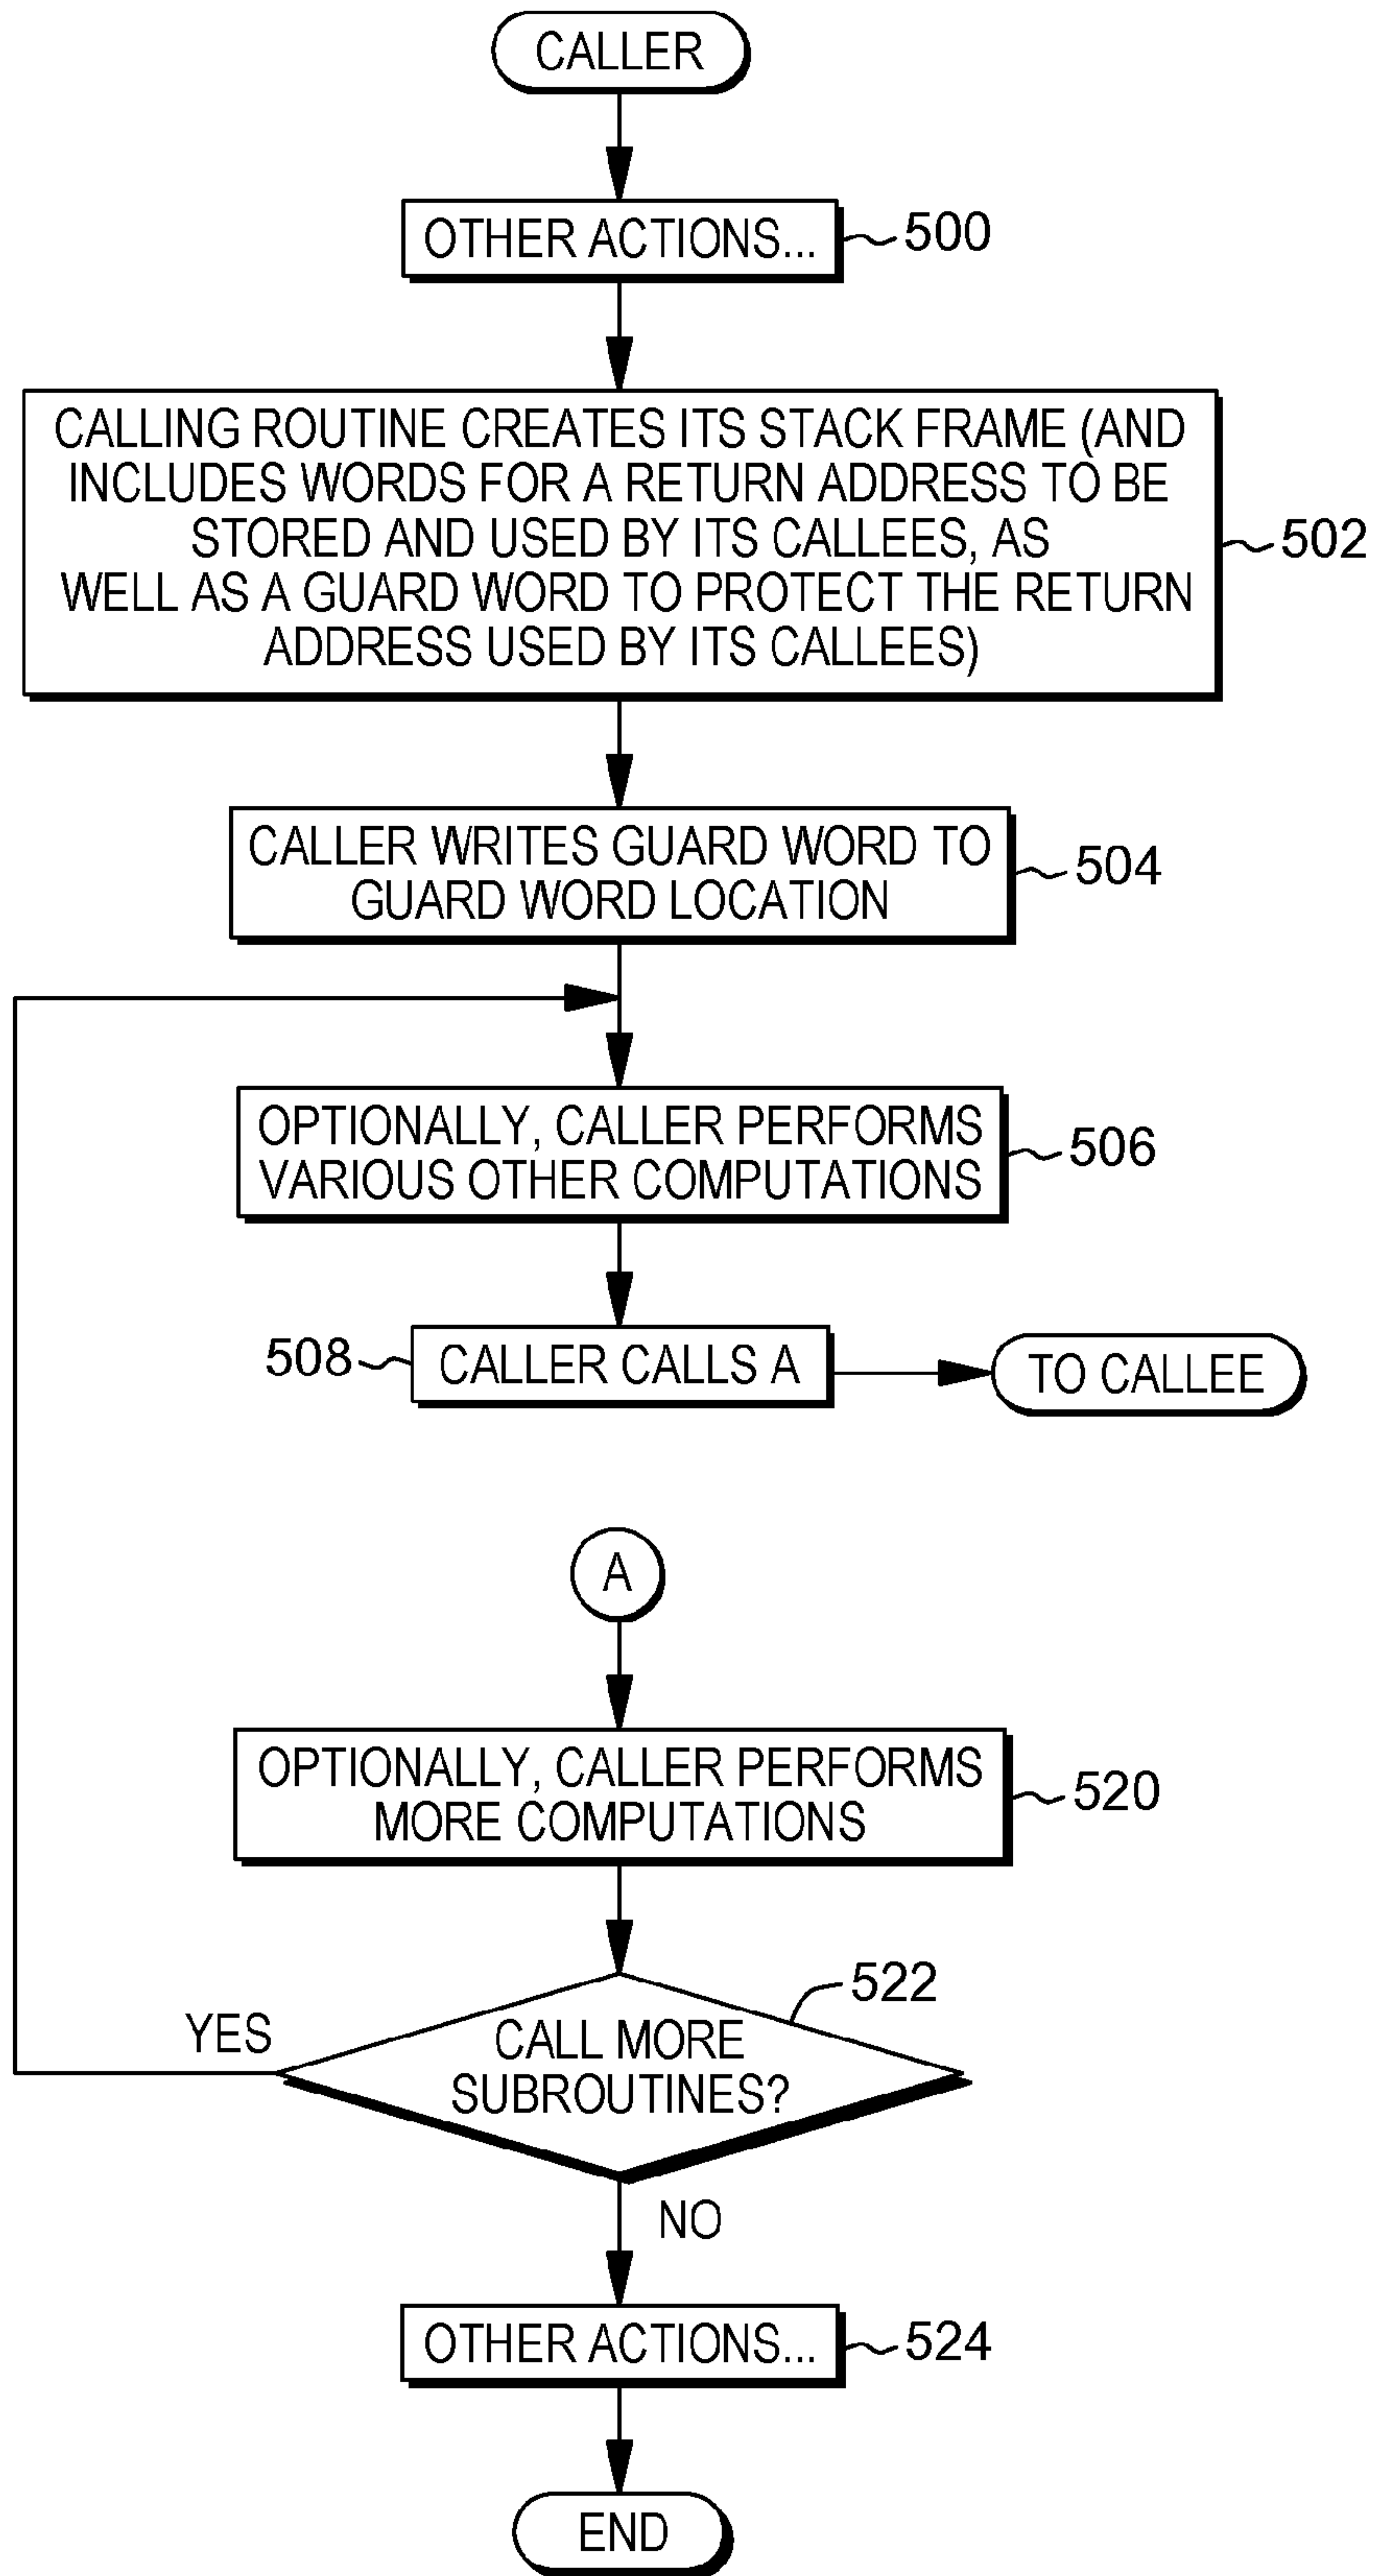 CALLER
OTHER ACTIONS...
500
CALLING ROUTINE CREATES ITS STACK FRAME (AND
INCLUDES WORDS FOR A RETURN ADDRESS TO BE
STORED AND USED BY ITS CALLEES, AS
WELL AS A GUARD WORD TO PROTECT THE RETURN
ADDRESS USED BY ITS CALLEES)
502
CALLER WRITES GUARD WORD TO
GUARD WORD LOCATION
504
OPTIONALLY, CALLER PERFORMS
VARIOUS OTHER COMPUTATIONS
506
508
CALLER CALLS A
TO CALLEE
A
OPTIONALLY, CALLER PERFORMS
MORE COMPUTATIONS
520
522
YES
CALL MORE
SUBROUTINES?
NO
OTHER ACTIONS...
524
END